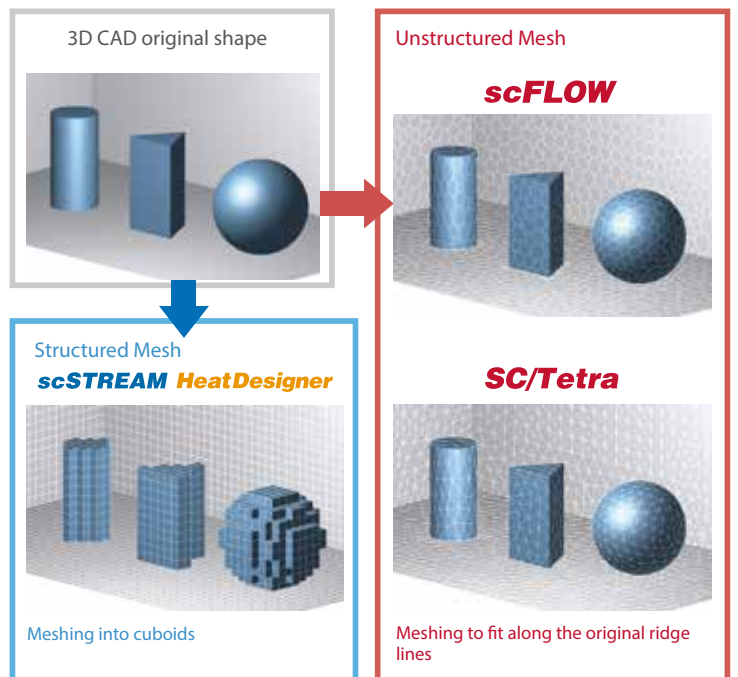 3D CAD original shape
Unstructured Mesh
scFLOW
Structured Mesh
scSTREAM HeatDesigner
SC/Tetra
Meshing into cuboids
Meshing to fit along the original ridge
lines